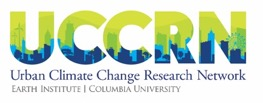 UCCRN
Urban Climate Change Research Network
EARTH INSTITUTE | COLUMBIA UNIVERSITY